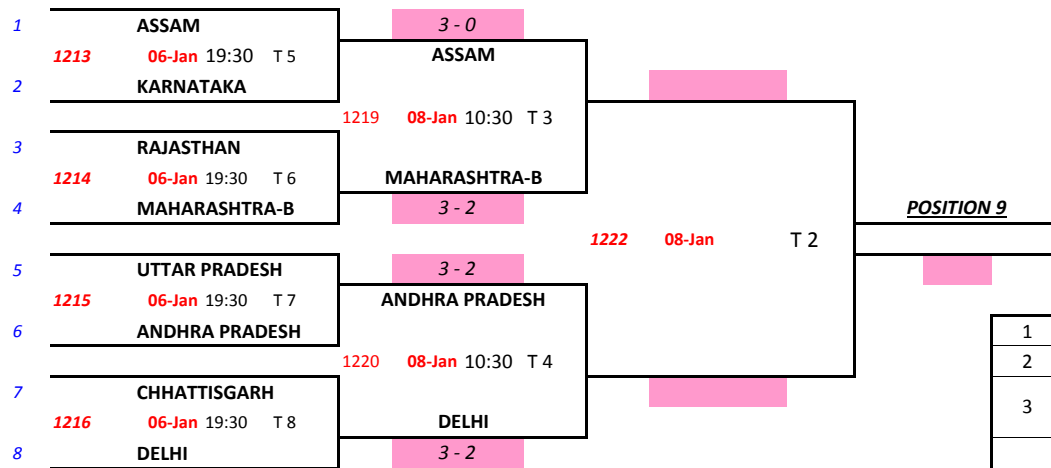 1 ASSAM 3 - 0
1213 06-Jan 19:30 T 5 ASSAM
2 KARNATAKA
1219 08-Jan 10:30 T 3
3 RAJASTHAN
1214 06-Jan 19:30 T 6 MAHARASHTRA-B
4 MAHARASHTRA-B 3 - 2 POSITION 9
1222 08-Jan T 2
5 UTTAR PRADESH 3 - 2
1215 06-Jan 19:30 T 7 ANDHRA PRADESH
6 ANDHRA PRADESH 1
1220 08-Jan 10:30 T 4 2
7 CHHATTISGARH 3
1216 06-Jan 19:30 T 8 DELHI
8 DELHI 3 - 2